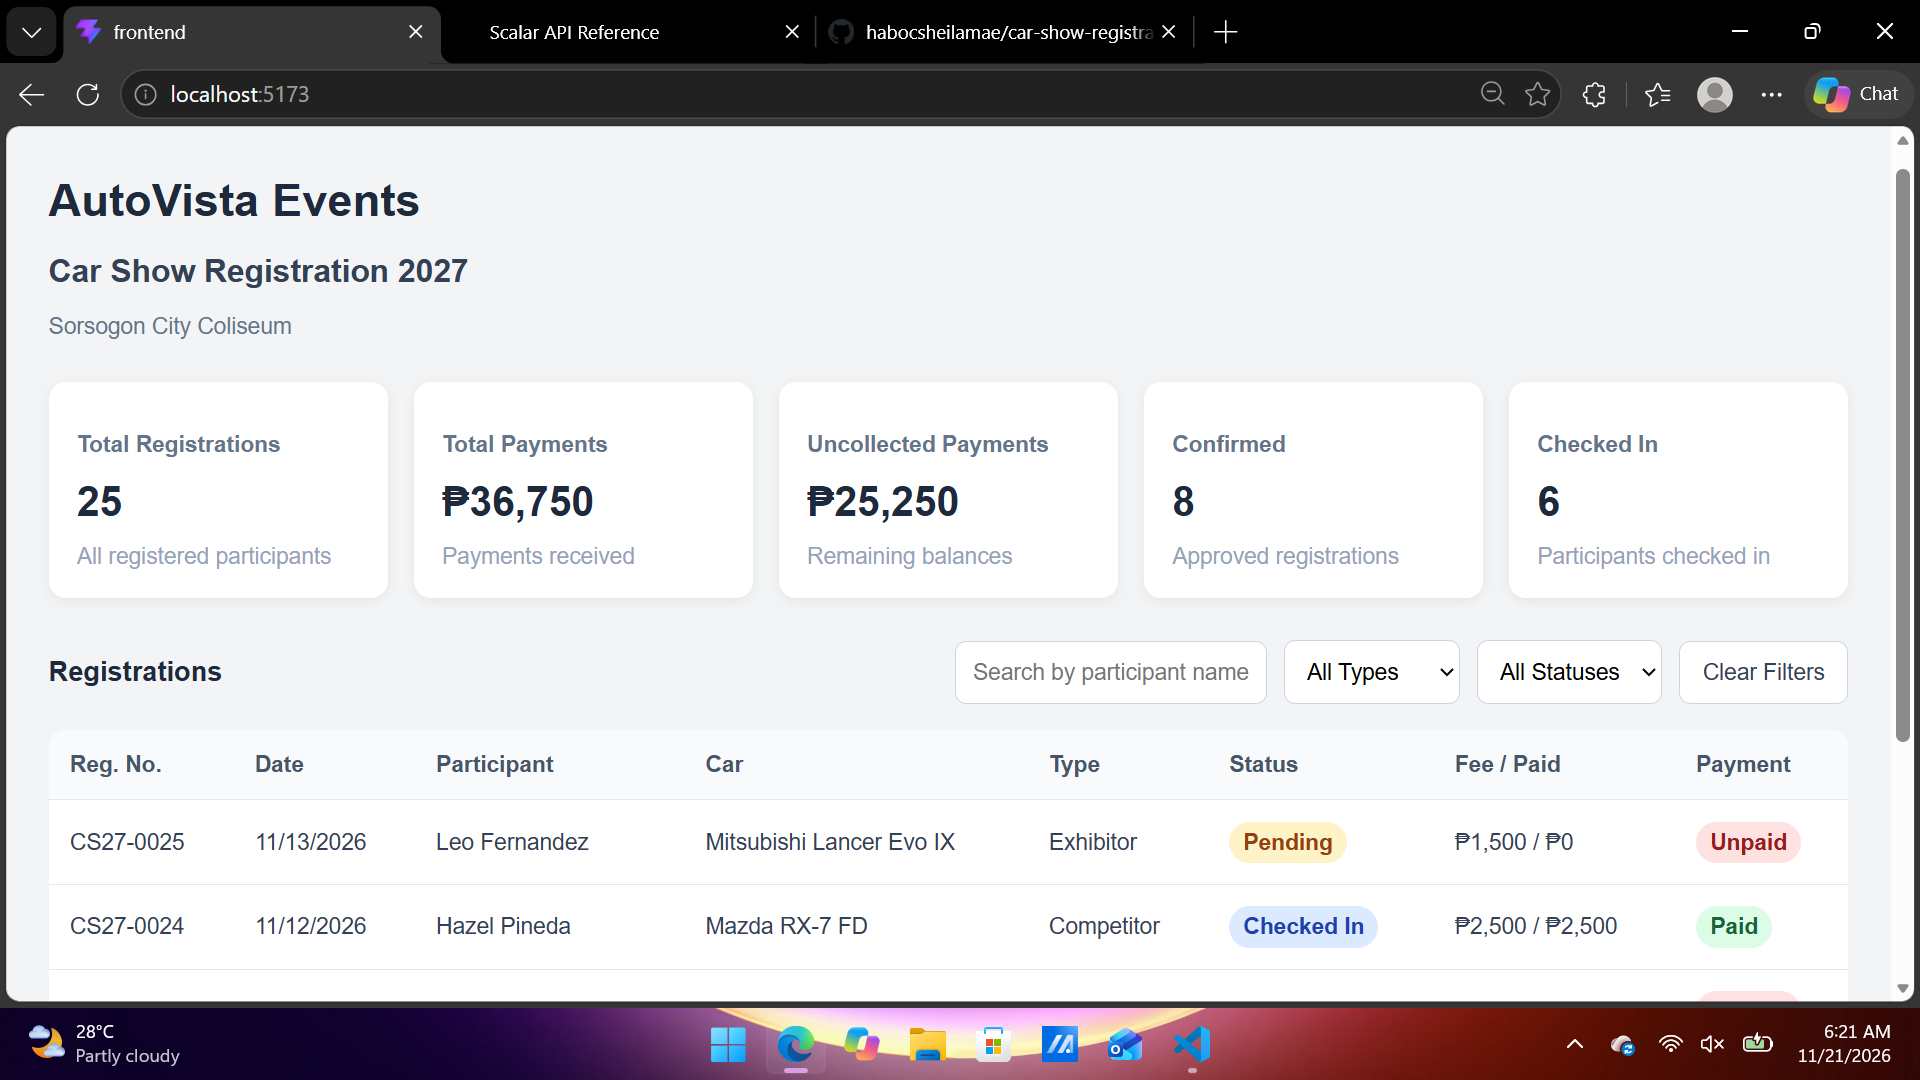 frontend
Scalar API Reference
habocsheilamae/car-show-registra
localhost:5173
Chat
AutoVista Events
Car Show Registration 2027
Sorsogon City Coliseum
Total Registrations
25
All registered participants
Total Payments
₱36,750
Payments received
Uncollected Payments
₱25,250
Remaining balances
Confirmed
8
Approved registrations
Checked In
6
Participants checked in
Registrations
Search by participant name
All Types
All Statuses
Clear Filters
Reg. No. Date Participant Car Type Status Fee / Paid Payment
CS27-0025 11/13/2026 Leo Fernandez Mitsubishi Lancer Evo IX Exhibitor Pending ₱1,500 / ₱0 Unpaid
CS27-0024 11/12/2026 Hazel Pineda Mazda RX-7 FD Competitor Checked In ₱2,500 / ₱2,500 Paid
28°C
Partly cloudy
6:21 AM
11/21/2026